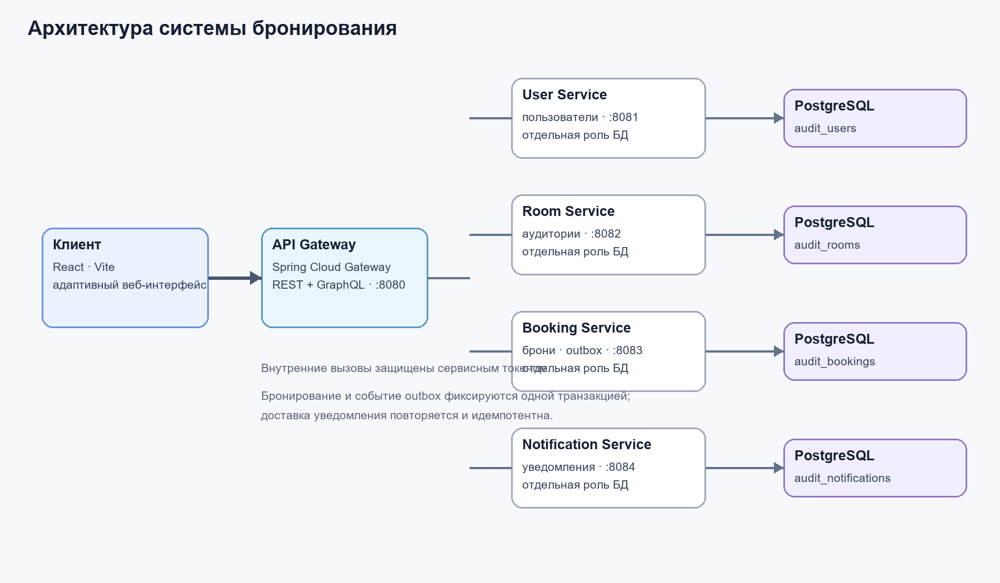 Архитектура системы бронирования
Клиент
React · Vite
адаптивный веб-интерфейс
API Gateway
Spring Cloud Gateway
REST + GraphQL · :8080
User Service
пользователи · :8081
отдельная роль БД
PostgreSQL
audit_users
Room Service
аудитории · :8082
отдельная роль БД
PostgreSQL
audit_rooms
Booking Service
брони · outbox · :8083
отдельная роль БД
PostgreSQL
audit_bookings
Внутренние вызовы защищены сервисным токеном.
Бронирование и событие outbox фиксируются одной транзакцией;
доставка уведомления повторяется и идемпотентна.
Notification Service
уведомления · :8084
отдельная роль БД
PostgreSQL
audit_notifications